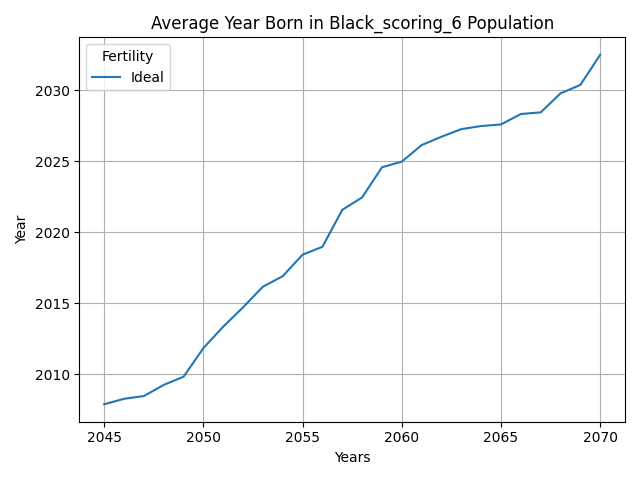 Average Year Born in Black_scoring_6 Population
Fertility
Ideal
2030
2025
2020
2015
2010
Year
2045 2050 2055 2060 2065 2070
Years